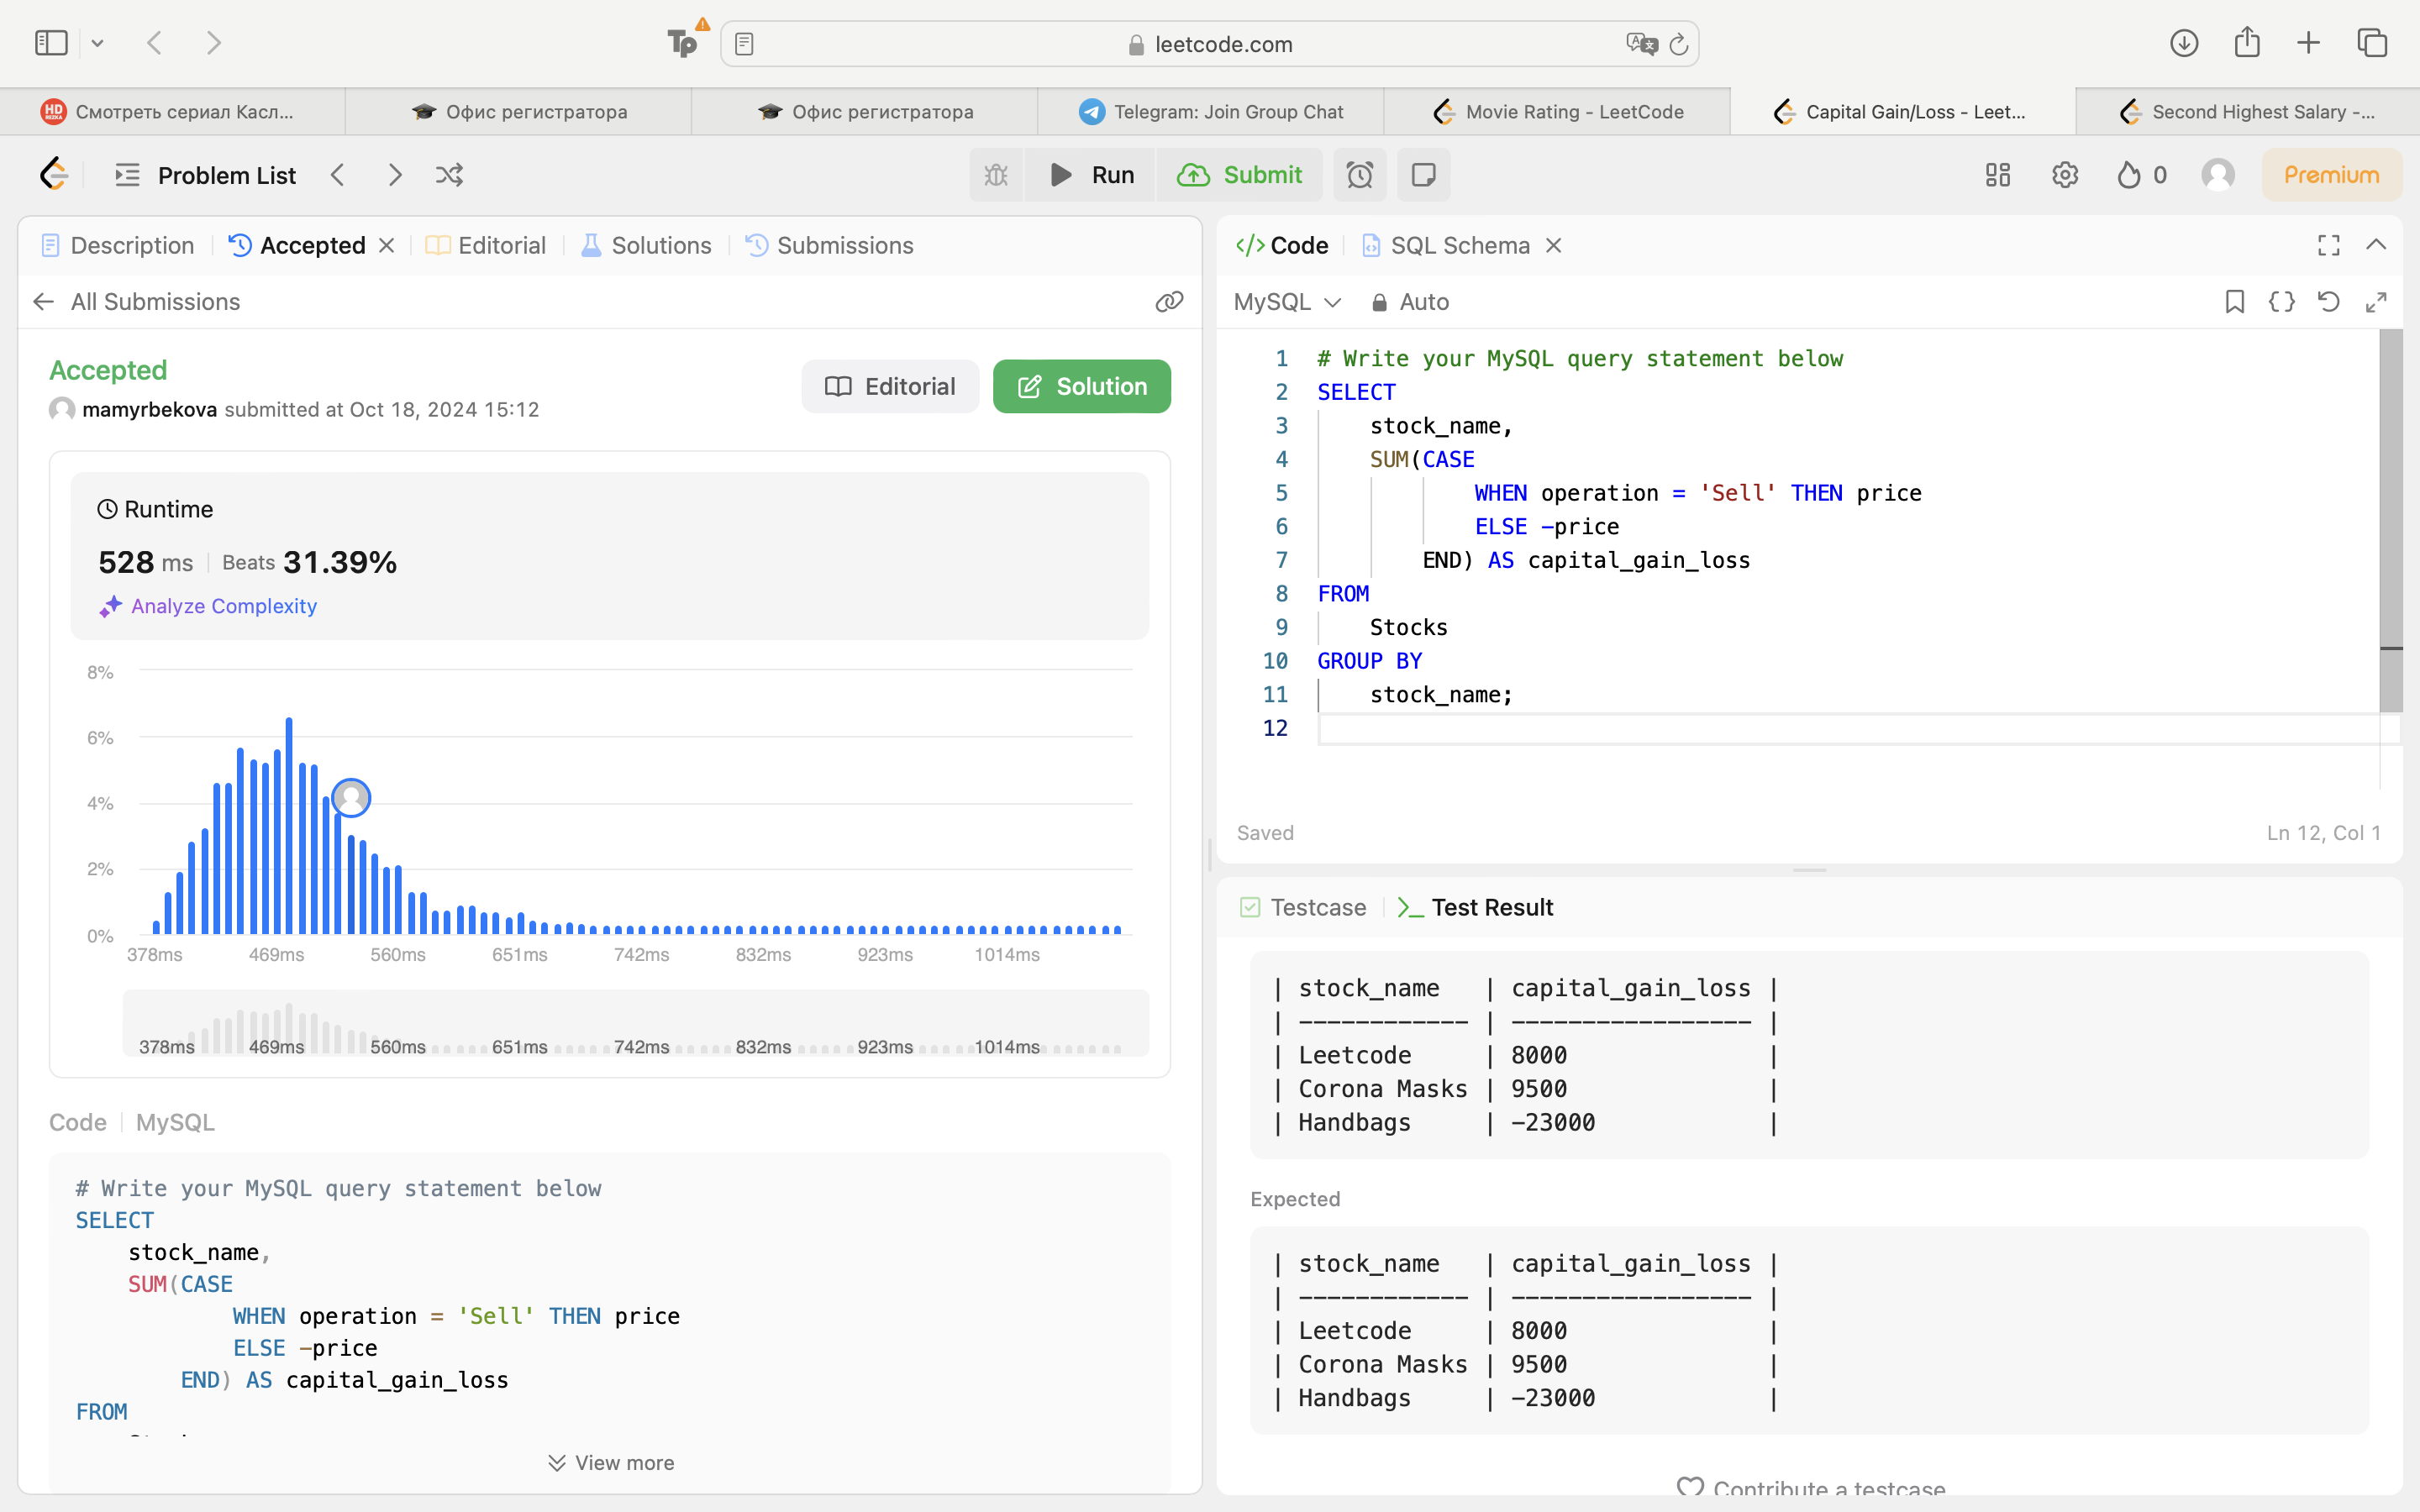 leetcode.com
Смотреть сериал Касл...
Офис регистратора
Офис регистратора
Telegram: Join Group Chat
Movie Rating - LeetCode
Capital Gain/Loss - Leet...
Second Highest Salary -...
Problem List
Run
Submit
0
Premium
Description
Accepted
Editorial
Solutions
Submissions
All Submissions
Accepted
mamyrbekova submitted at Oct 18, 2024 15:12
Editorial
Solution
Runtime
528 ms | Beats 31.39%
Analyze Complexity
8%
6%
4%
2%
0%
378ms 469ms 560ms 651ms 742ms 832ms 923ms 1014ms
378ms 469ms 560ms 651ms 742ms 832ms 923ms 1014ms
Code | MySQL
# Write your MySQL query statement below
SELECT
stock_name,
SUM(CASE
WHEN operation = 'Sell' THEN price
ELSE -price
END) AS capital_gain_loss
FROM
View more
Code
SQL Schema
MySQL
Auto
1 # Write your MySQL query statement below
2 SELECT
3 stock_name,
4 SUM(CASE
5 WHEN operation = 'Sell' THEN price
6 ELSE -price
7 END) AS capital_gain_loss
8 FROM
9 Stocks
10 GROUP BY
11 stock_name;
12
Saved
Ln 12, Col 1
Testcase
Test Result
| stock_name | capital_gain_loss |
| ------------ | ----------------- |
| Leetcode | 8000 |
| Corona Masks | 9500 |
| Handbags | -23000 |
Expected
| stock_name | capital_gain_loss |
| ------------ | ----------------- |
| Leetcode | 8000 |
| Corona Masks | 9500 |
| Handbags | -23000 |
Contribute a testcase